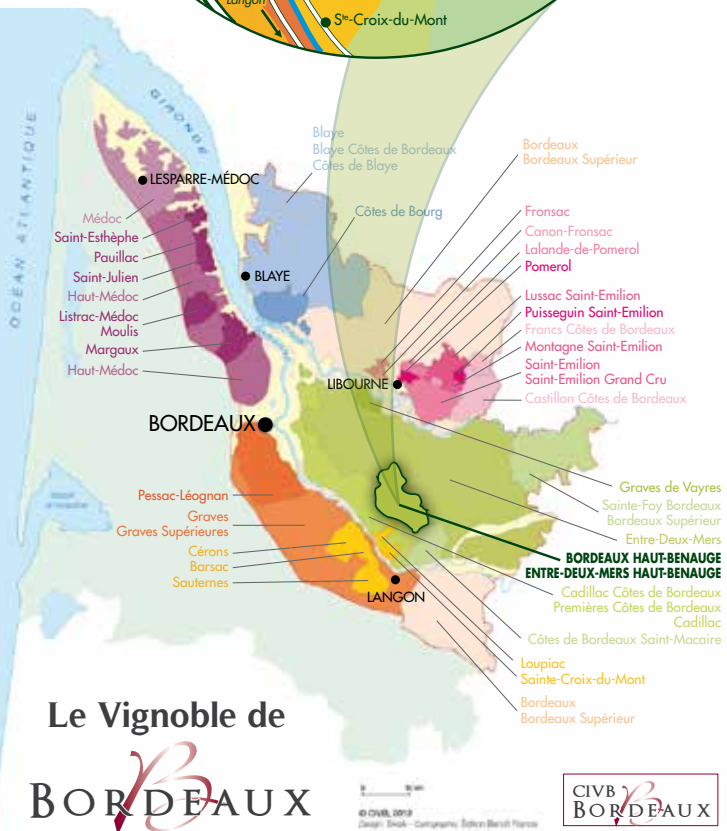 Langon
Ste-Croix-du-Mont
OCÉAN ATLANTIQUE
GIRONDE
Blaye
Blaye Côtes de Bordeaux
Côtes de Blaye
Bordeaux
Bordeaux Supérieur
LESPARRE-MÉDOC
Médoc
Saint-Esthèphe
Pauillac
Saint-Julien
Haut-Médoc
Listrac-Médoc
Moulis
Margaux
Haut-Médoc
Côtes de Bourg
BLAYE
Fronsac
Canon-Fronsac
Lalande-de-Pomerol
Pomerol
Lussac Saint-Emilion
Puisseguin Saint-Emilion
Francs Côtes de Bordeaux
Montagne Saint-Emilion
Saint-Emilion
Saint-Emilion Grand Cru
Castillon Côtes de Bordeaux
LIBOURNE
BORDEAUX
Pessac-Léognan
Graves
Graves Supérieures
Cérons
Barsac
Sauternes
LANGON
Graves de Vayres
Sainte-Foy Bordeaux
Bordeaux Supérieur
Entre-Deux-Mers
BORDEAUX HAUT-BENAUGE
ENTRE-DEUX-MERS HAUT-BENAUGE
Cadillac Côtes de Bordeaux
Premières Côtes de Bordeaux
Cadillac
Côtes de Bordeaux Saint-Macaire
Loupiac
Sainte-Croix-du-Mont
Bordeaux
Bordeaux Supérieur
Le Vignoble de
BORDEAUX
CIVB
BORDEAUX